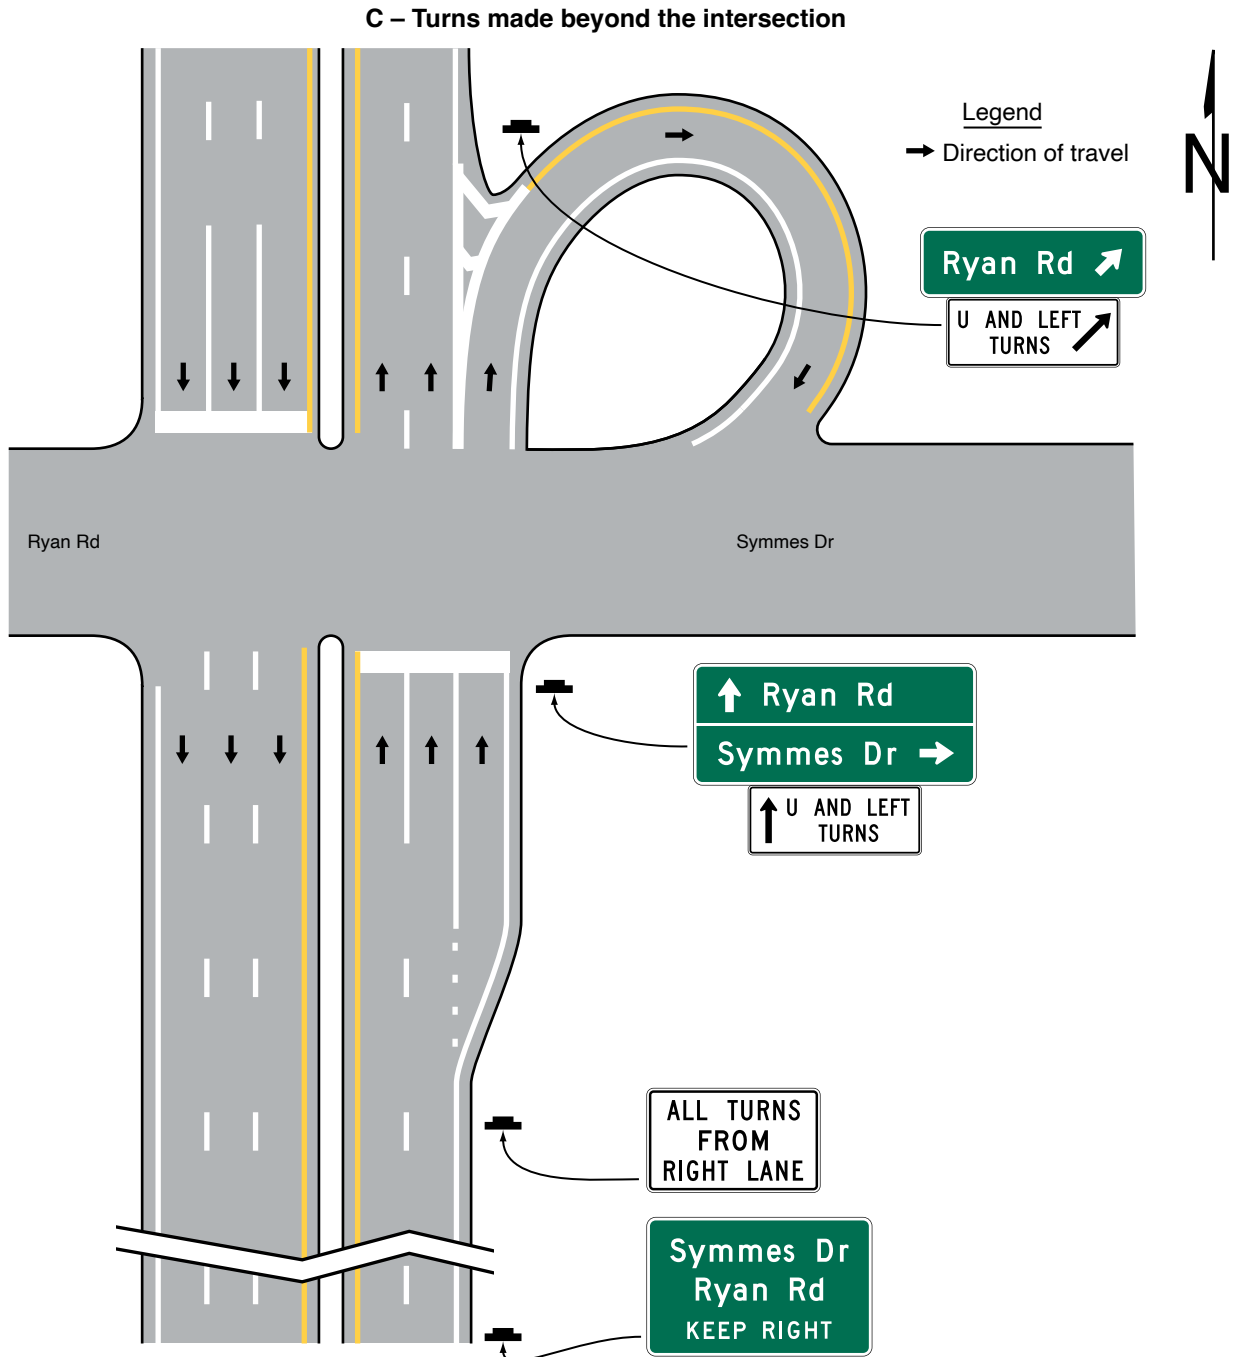 C – Turns made beyond the intersection
Legend
Direction of travel
N
Ryan Rd
U AND LEFT
TURNS
Ryan Rd
Symmes Dr
Ryan Rd
Symmes Dr
U AND LEFT
TURNS
ALL TURNS
FROM
RIGHT LANE
Symmes Dr
Ryan Rd
KEEP RIGHT